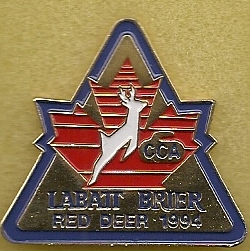 CCA
LABATT BRIER
RED DEER · 1994